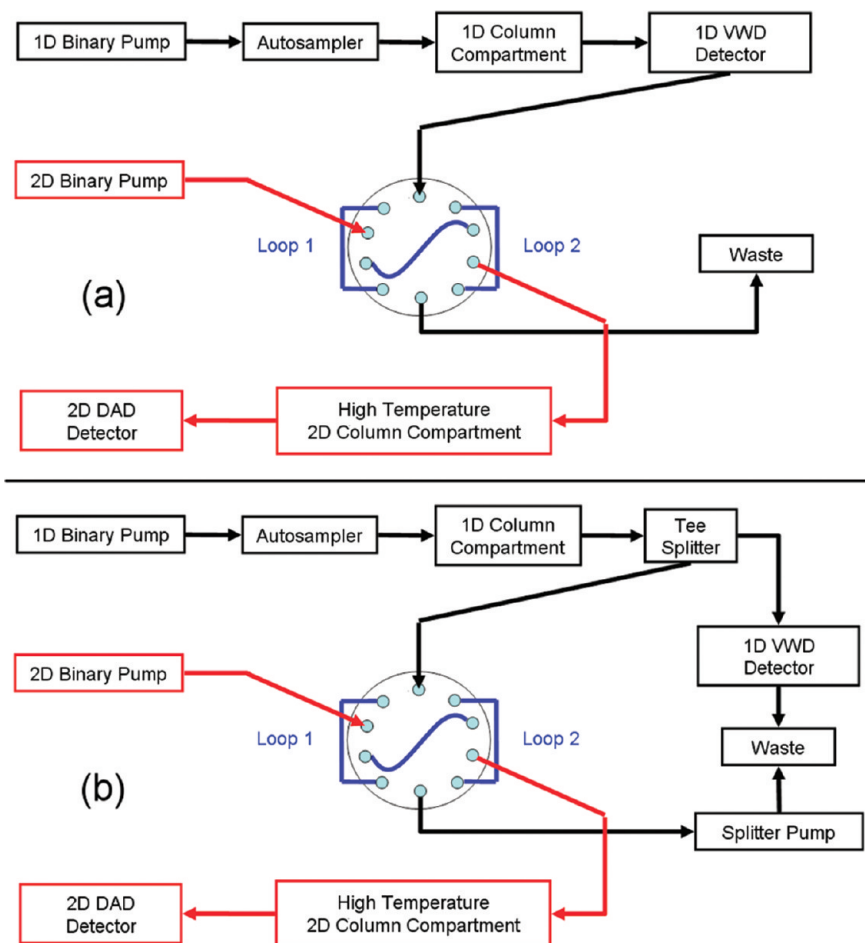 1D Binary Pump
Autosampler
1D Column
Compartment
1D VWD
Detector
2D Binary Pump
Loop 1
Loop 2
Waste
(a)
2D DAD
Detector
High Temperature
2D Column Compartment
1D Binary Pump
Autosampler
1D Column
Compartment
Tee
Splitter
2D Binary Pump
1D VWD
Detector
Loop 1
Loop 2
Waste
(b)
Splitter Pump
2D DAD
Detector
High Temperature
2D Column Compartment